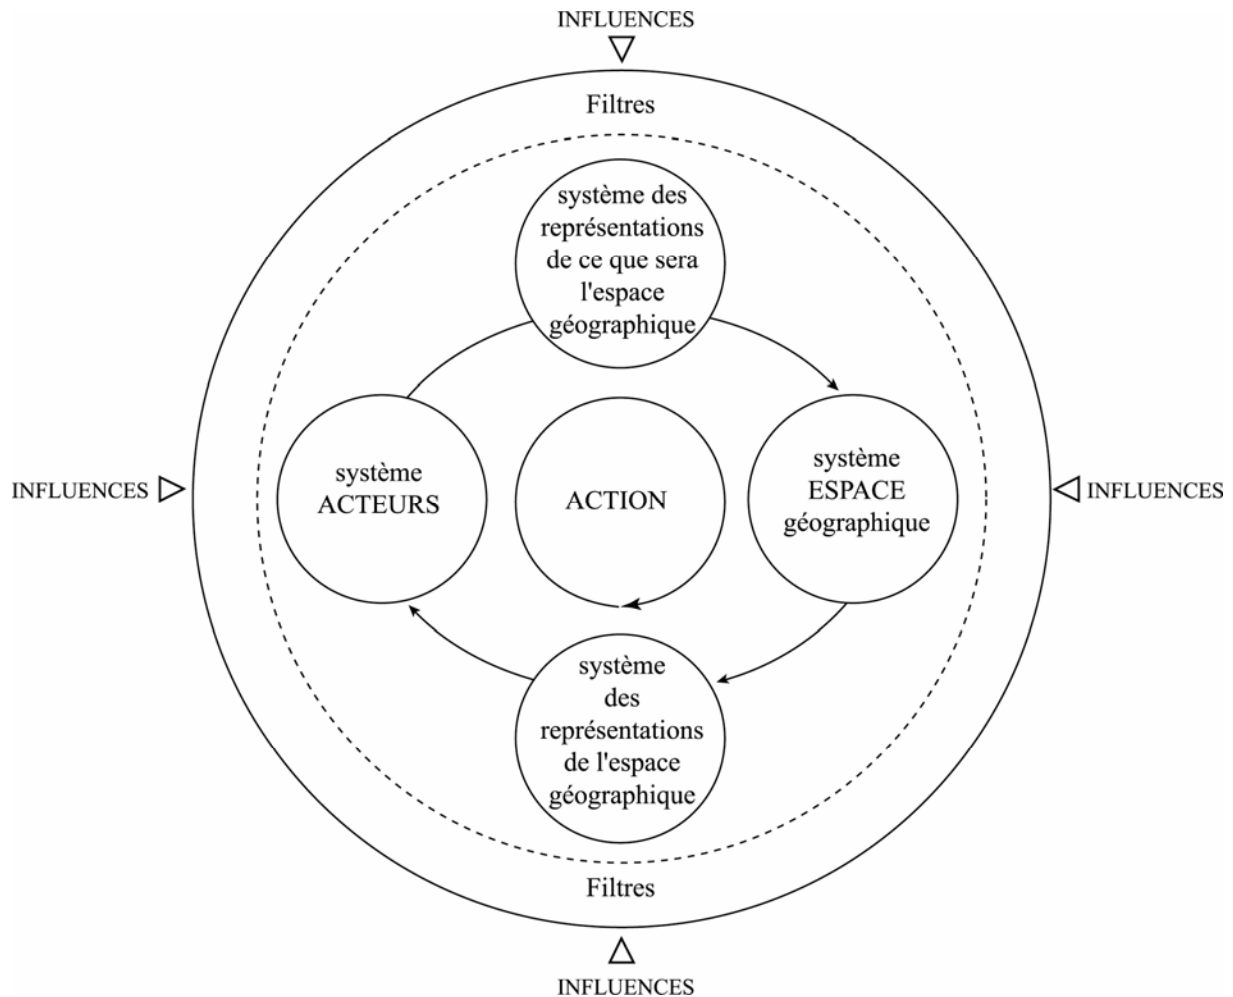 INFLUENCES
Filtres
système des
représentations
de ce que sera
l'espace
géographique
système
ACTEURS
ACTION
système
ESPACE
géographique
INFLUENCES
INFLUENCES
système
des
représentations
de l'espace
géographique
Filtres
INFLUENCES